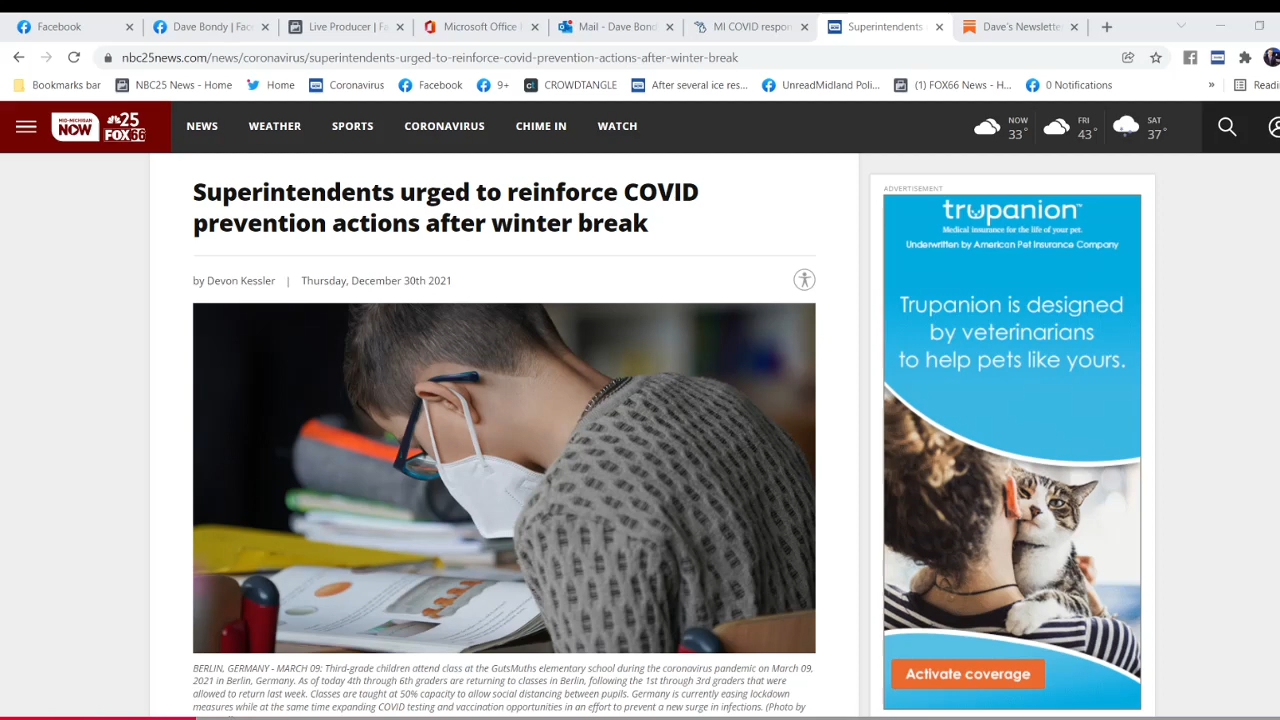 Facebook
Dave Bondy | Fac
Live Producer | Fa
Microsoft Office
Mail - Dave Bond
MI COVID respon
Superintendents
Dave's Newslette
nbc25news.com/news/coronavirus/superintendents-urged-to-reinforce-covid-prevention-actions-after-winter-break
Bookmarks bar
NBC25 News - Home
Home
Coronavirus
Facebook
9+
CROWDTANGLE
After several ice res...
UnreadMidland Poli...
(1) FOX66 News - H...
0 Notifications
»
Readin
MID-MICHIGAN
NOW
25
FOX66
NEWS
WEATHER
SPORTS
CORONAVIRUS
CHIME IN
WATCH
NOW
33°
FRI
43°
SAT
37°
Superintendents urged to reinforce COVID
prevention actions after winter break
by Devon Kessler | Thursday, December 30th 2021
BERLIN, GERMANY - MARCH 09: Third-grade children attend class at the GutsMuths elementary school during the coronavirus pandemic on March 09,
2021 in Berlin, Germany. As of today 4th through 6th graders are returning to classes in Berlin, following the 1st through 3rd graders that were
allowed to return last week. Classes are taught at 50% capacity to allow social distancing between pupils. Germany is currently easing lockdown
measures while at the same time expanding COVID testing and vaccination opportunities in an effort to prevent a new surge in infections. (Photo by
ADVERTISEMENT
trupanion™
Medical insurance for the life of your pet.
Underwritten by American Pet Insurance Company
Trupanion is designed
by veterinarians
to help pets like yours.
Activate coverage